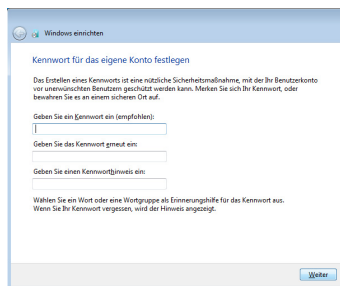 Windows einrichten
Kennwort für das eigene Konto festlegen
Das Erstellen eines Kennworts ist eine nützliche Sicherheitsmaßnahme, mit der Ihr Benutzerkonto
vor unerwünschten Benutzern geschützt werden kann. Merken Sie sich Ihr Kennwort, oder
bewahren Sie es an einem sicheren Ort auf.
Geben Sie ein Kennwort ein (empfohlen):
Geben Sie das Kennwort erneut ein:
Geben Sie einen Kennworthinweis ein:
Wählen Sie ein Wort oder eine Wortgruppe als Erinnerungshilfe für das Kennwort aus.
Wenn Sie Ihr Kennwort vergessen, wird der Hinweis angezeigt.
Weiter